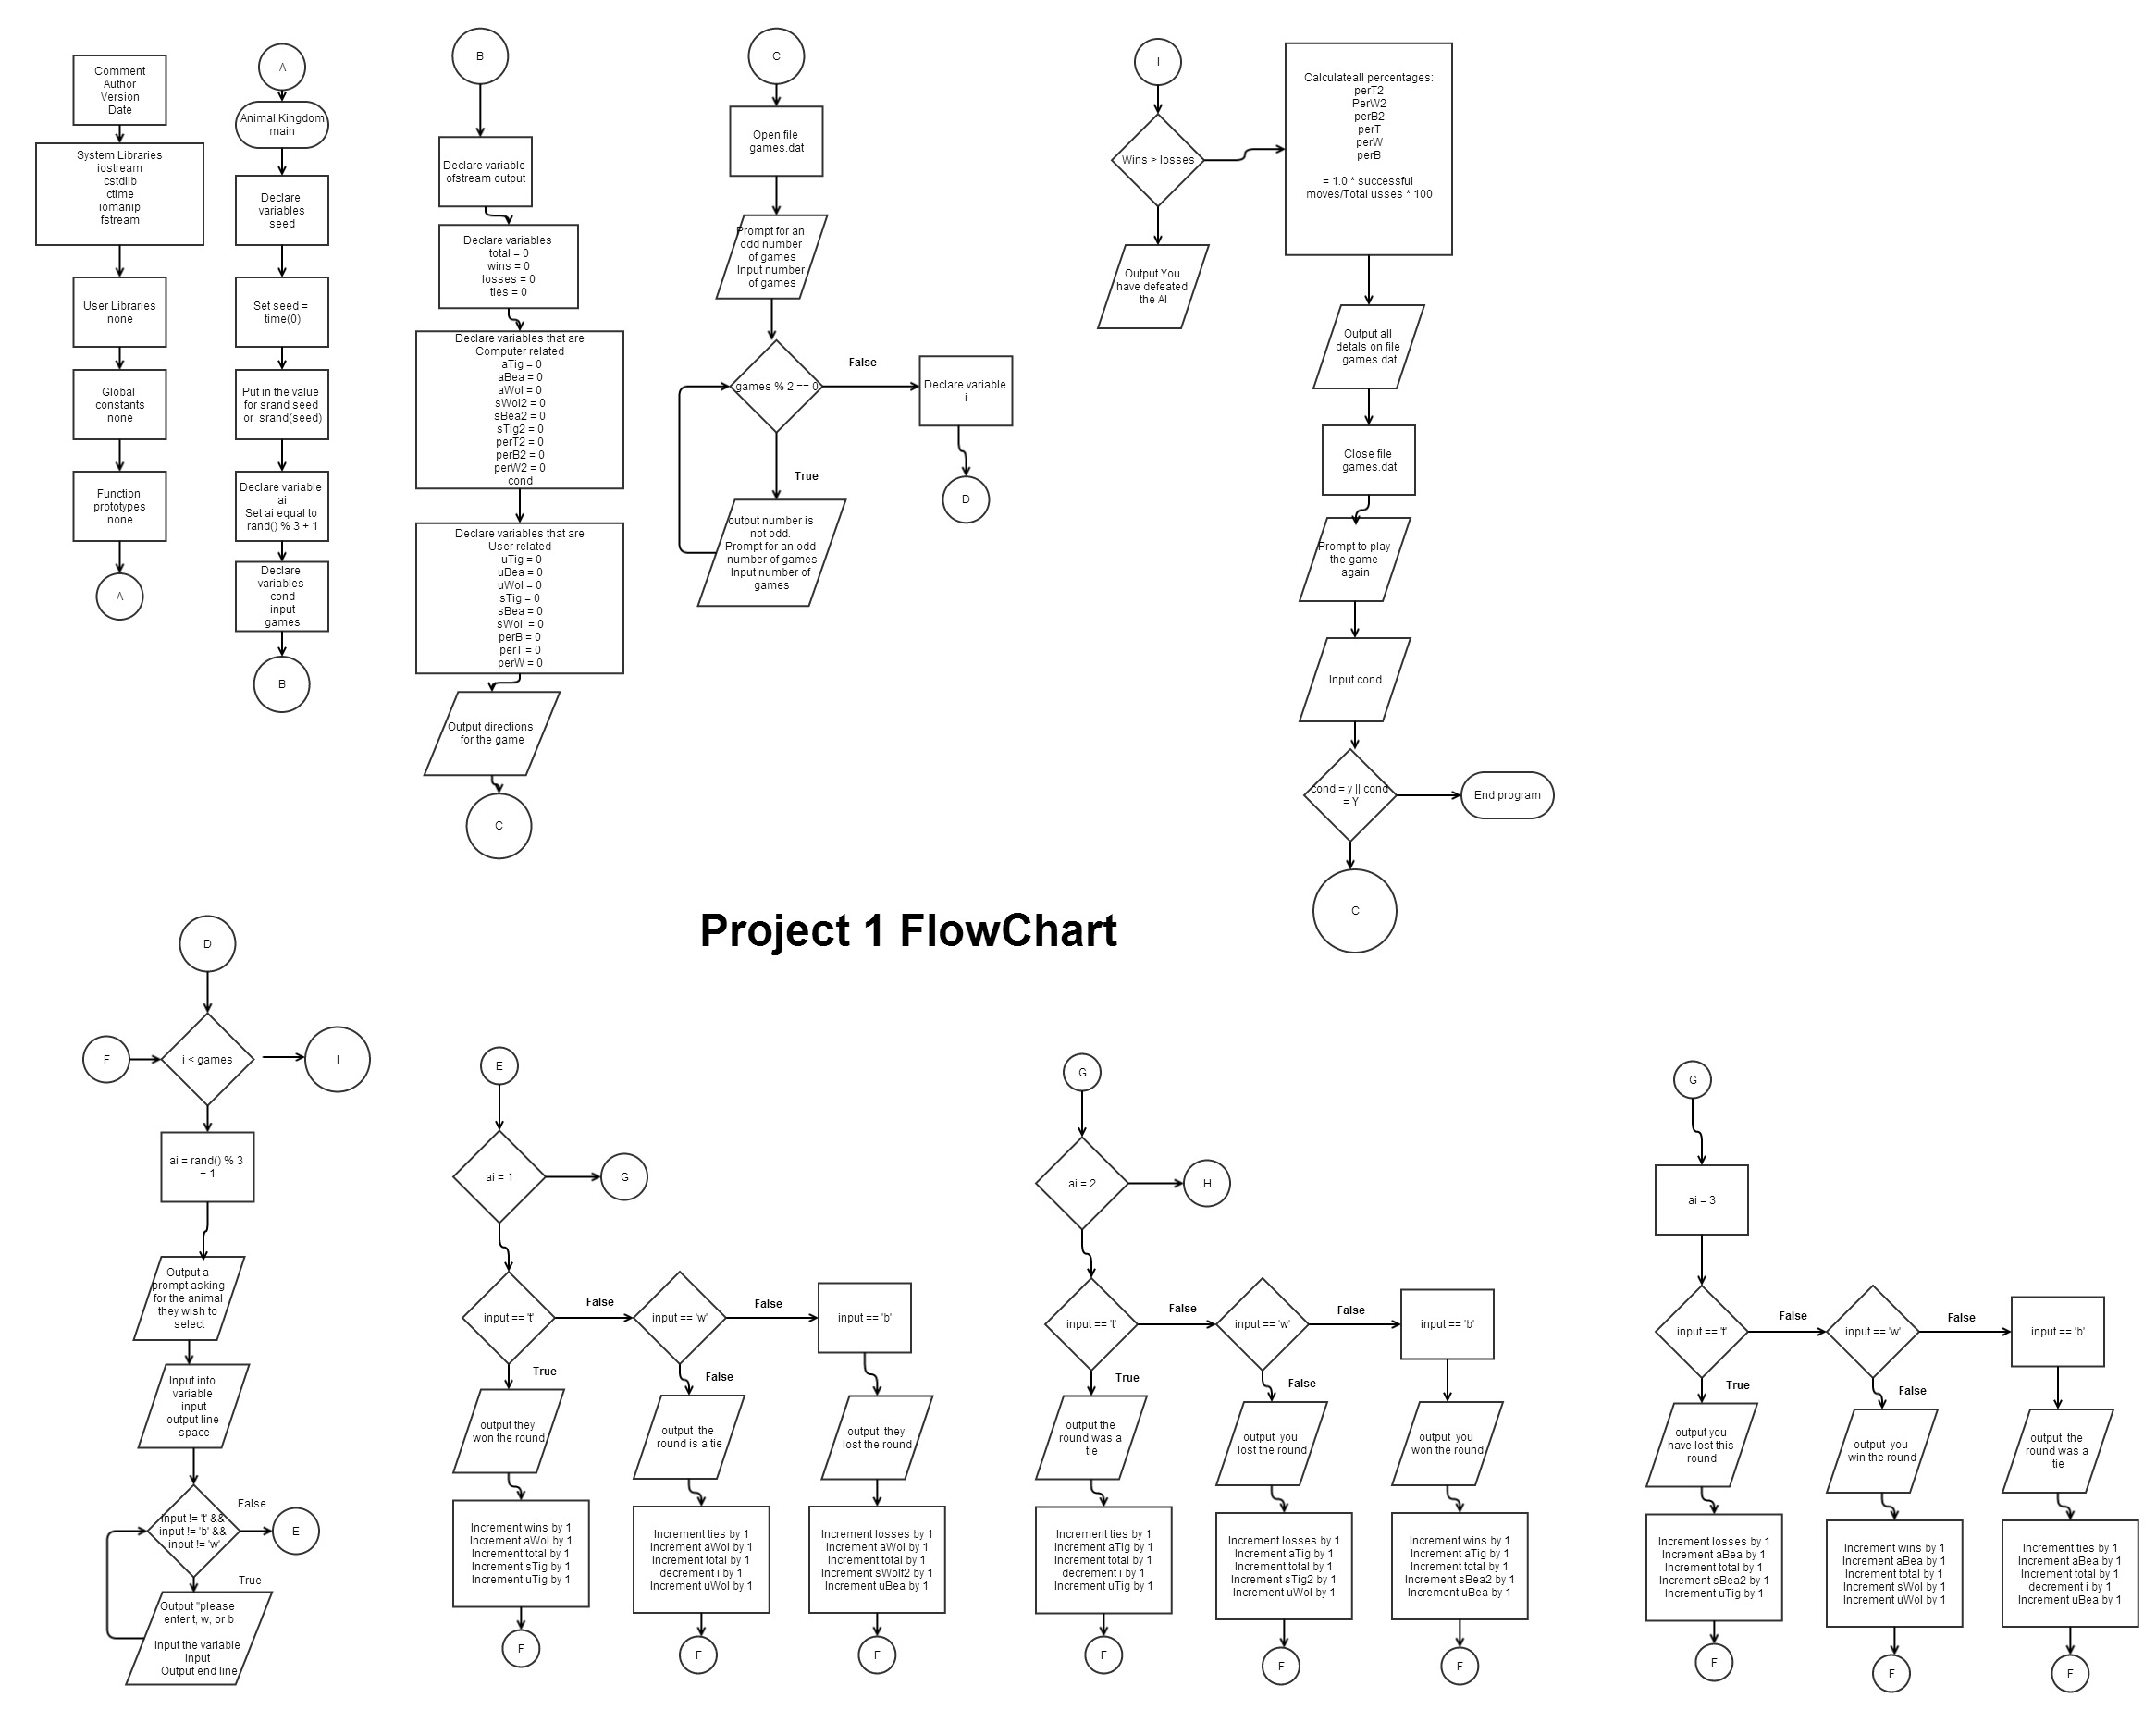 Comment
Author
Version
Date
System Libraries
iostream
cstdlib
ctime
iomanip
fstream
User Libraries
none
Global
constants
none
Function
prototypes
none
A
A
Animal Kingdom
main
Declare
variables
seed
Set seed =
time(0)
Put in the value
for srand seed
or srand(seed)
Declare variable
ai
Set ai equal to
rand() % 3 + 1
Declare
variables
cond
input
games
B
B
Declare variable
ofstream output
Declare variables
total = 0
wins = 0
losses = 0
ties = 0
Declare variables that are
Computer related
aTig = 0
aBea = 0
aWol = 0
sWol2 = 0
sBea2 = 0
sTig2 = 0
perT2 = 0
perB2 = 0
perW2 = 0
cond
Declare variables that are
User related
uTig = 0
uBea = 0
uWol = 0
sTig = 0
sBea = 0
sWol = 0
perB = 0
perT = 0
perW = 0
Output directions
for the game
C
C
Open file
games.dat
Prompt for an
odd number
of games
Input number
of games
games % 2 == 0
False
Declare variable
i
D
True
output number is
not odd.
Prompt for an odd
number of games
Input number of
games
I
Wins > losses
Output You
have defeated
the AI
Calculateall percentages:
perT2
PerW2
perB2
perT
perW
perB
= 1.0 * successful
moves/Total usses * 100
Output all
detals on file
games.dat
Close file
games.dat
Prompt to play
the game
again
Input cond
cond = y || cond
= Y
End program
C
Project 1 FlowChart
D
F
i < games
I
ai = rand() % 3
+ 1
Output a
prompt asking
for the animal
they wish to
select
Input into
variable
input
output line
space
input != 't' &&
input != 'b' &&
input != 'w'
False
E
True
Output "please
enter t, w, or b
Input the variable
input
Output end line
E
ai = 1
G
input == 't'
False
input == 'w'
False
input == 'b'
True
False
output they
won the round
output the
round is a tie
output they
lost the round
Increment wins by 1
Increment aWol by 1
Increment total by 1
Increment sTig by 1
Increment uTig by 1
Increment ties by 1
Increment aWol by 1
Increment total by 1
decrement i by 1
Increment uWol by 1
Increment losses by 1
Increment aWol by 1
Increment total by 1
Increment sWolf2 by 1
Increment uBea by 1
F
F
F
G
ai = 2
H
input == 't'
False
input == 'w'
False
input == 'b'
True
False
output the
round was a
tie
output you
lost the round
output you
won the round
Increment ties by 1
Increment aTig by 1
Increment total by 1
decrement i by 1
Increment uTig by 1
Increment losses by 1
Increment aTig by 1
Increment total by 1
Increment sTig2 by 1
Increment uWol by 1
Increment wins by 1
Increment aTig by 1
Increment total by 1
Increment sBea2 by 1
Increment uBea by 1
F
F
F
G
ai = 3
input == 't'
False
input == 'w'
False
input == 'b'
True
False
output you
have lost this
round
output you
win the round
output the
round was a
tie
Increment losses by 1
Increment aBea by 1
Increment total by 1
Increment sBea2 by 1
Increment uTig by 1
Increment wins by 1
Increment aBea by 1
Increment total by 1
Increment sWol by 1
Increment uWol by 1
Increment ties by 1
Increment aBea by 1
Increment total by 1
decrement i by 1
Increment uBea by 1
F
F
F